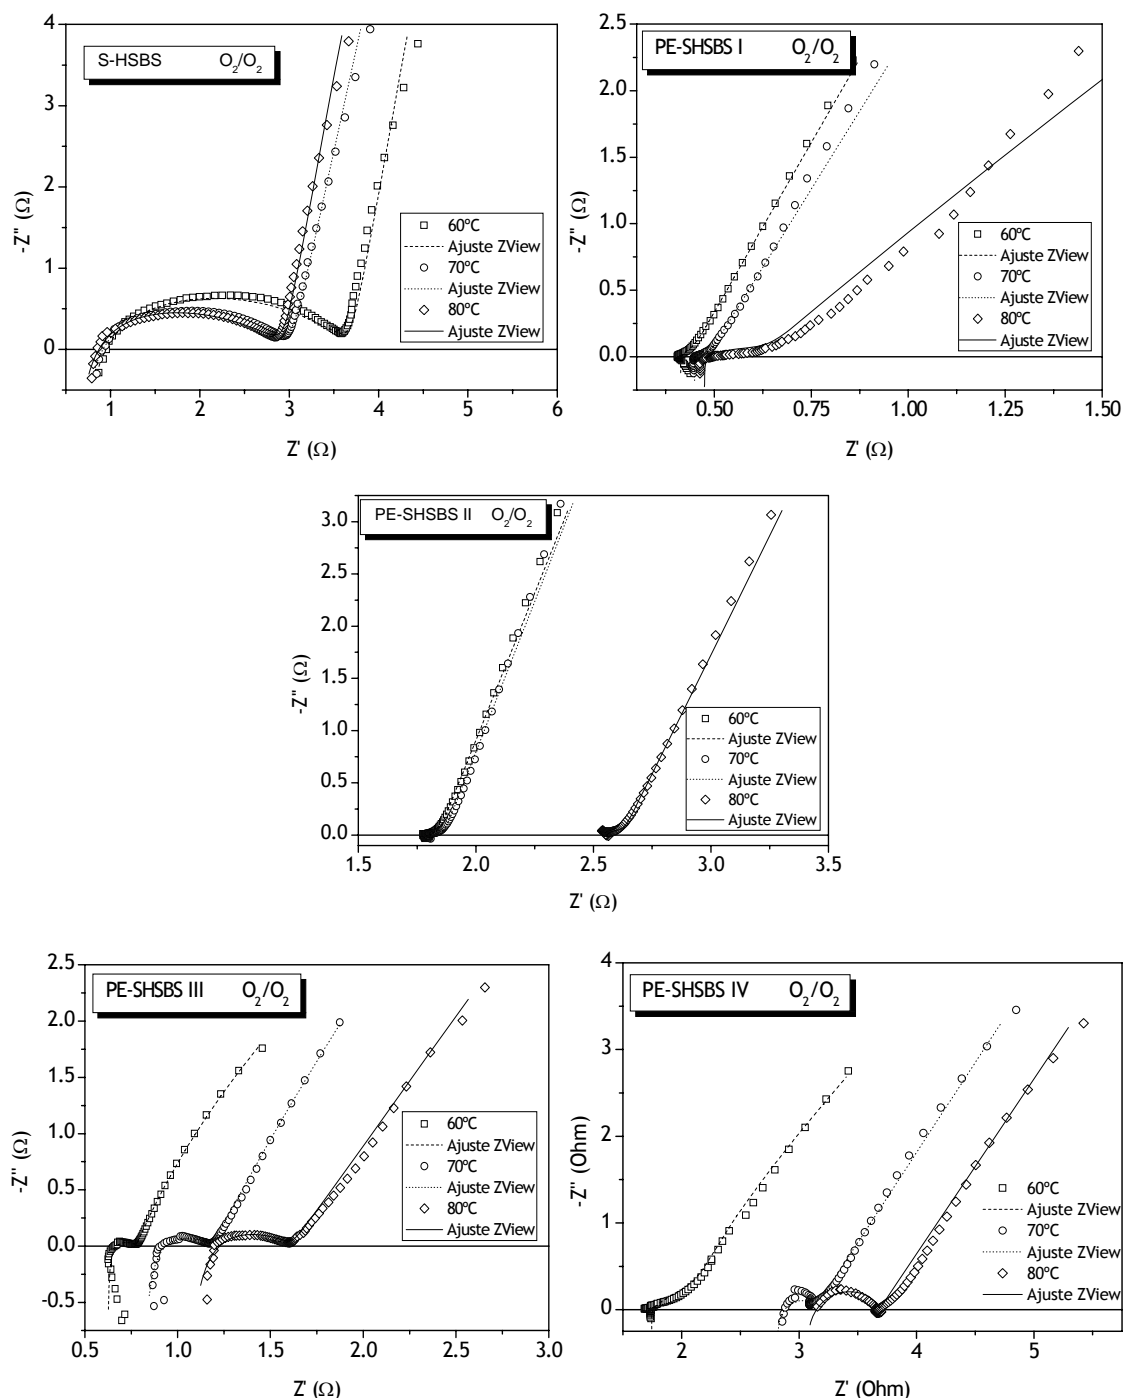 S-HSBS O2/O2
4
3
2
1
0
-Z" (Ω)
60ºC
Ajuste ZView
70ºC
Ajuste ZView
80ºC
Ajuste ZView
1 2 3 4 5 6
Z' (Ω)
PE-SHSBS I O2/O2
2.5
2.0
1.5
1.0
0.5
0.0
-Z" (Ω)
60ºC
Ajuste ZView
70ºC
Ajuste ZView
80ºC
Ajuste ZView
0.50 0.75 1.00 1.25 1.50
Z' (Ω)
PE-SHSBS II O2/O2
3.0
2.5
2.0
1.5
1.0
0.5
0.0
-Z" (Ω)
60ºC
Ajuste ZView
70ºC
Ajuste ZView
80ºC
Ajuste ZView
1.5 2.0 2.5 3.0 3.5
Z' (Ω)
PE-SHSBS III O2/O2
2.5
2.0
1.5
1.0
0.5
0.0
-0.5
-Z" (Ω)
60ºC
Ajuste ZView
70ºC
Ajuste ZView
80ºC
Ajuste ZView
0.5 1.0 1.5 2.0 2.5 3.0
Z' (Ω)
PE-SHSBS IV O2/O2
4
3
2
1
0
-Z" (Ohm)
60ºC
Ajuste ZView
70ºC
Ajuste ZView
80ºC
Ajuste ZView
2 3 4 5
Z' (Ohm)